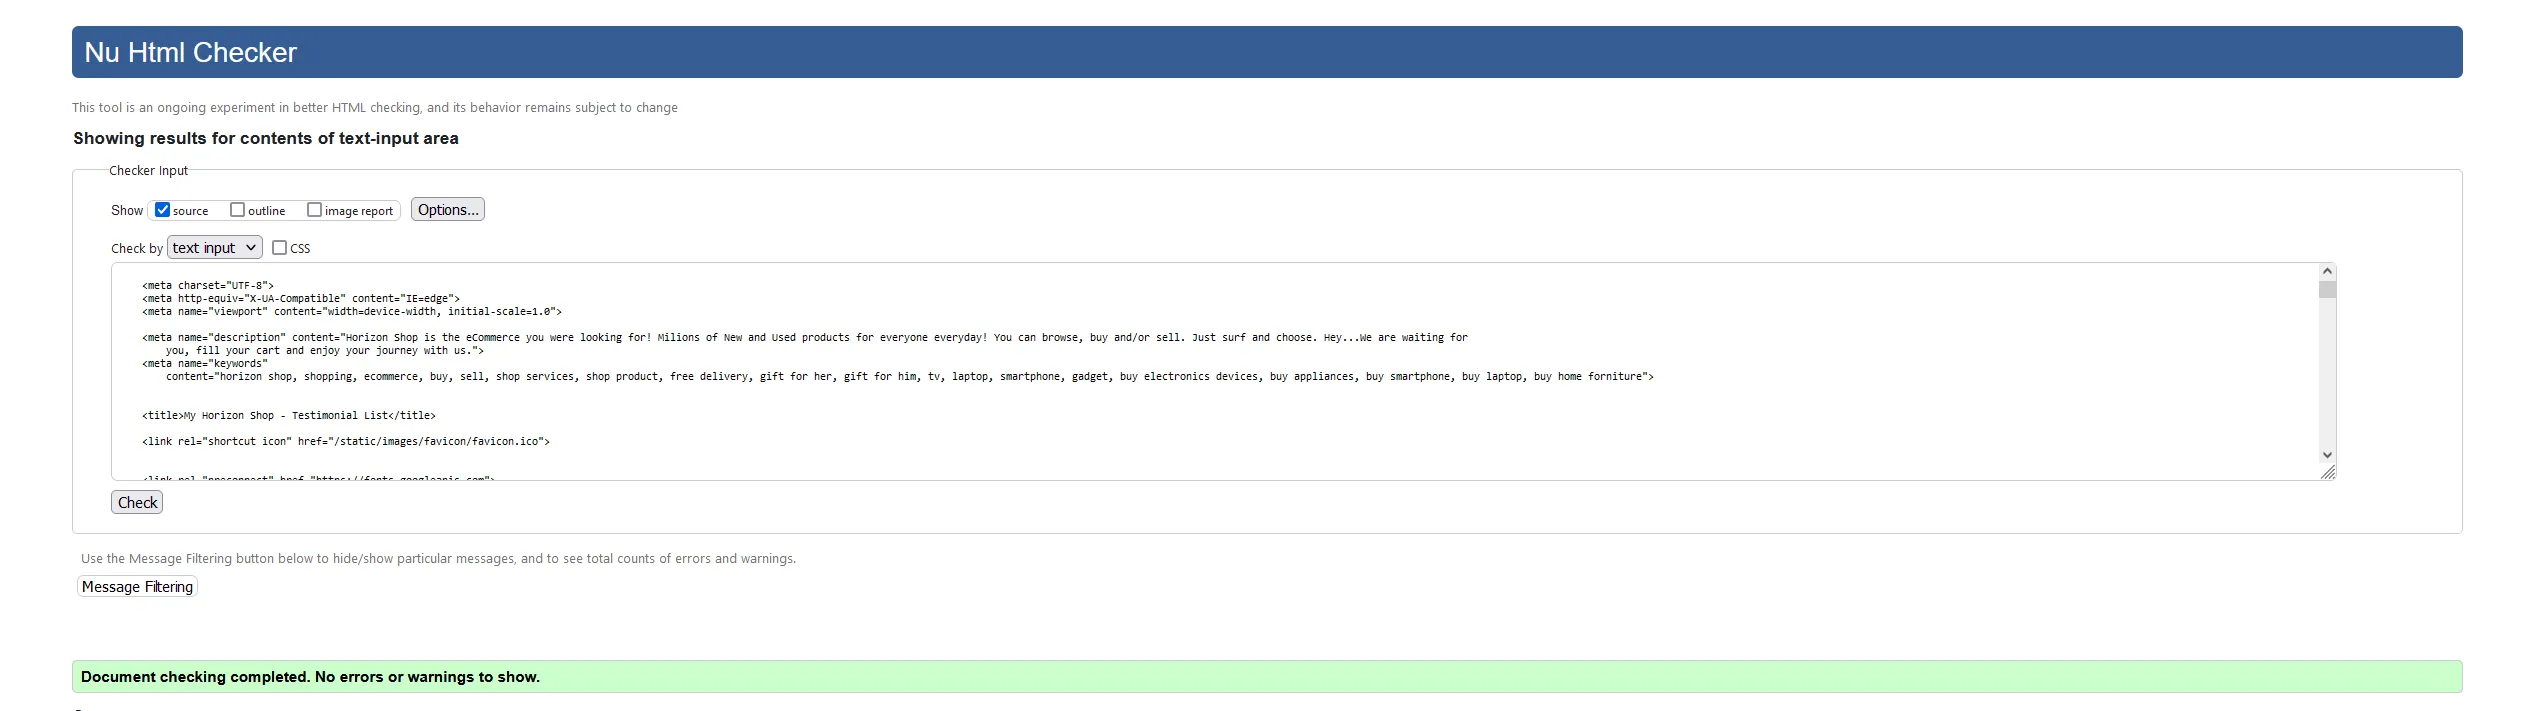 Nu Html Checker
This tool is an ongoing experiment in better HTML checking, and its behavior remains subject to change
Showing results for contents of text-input area
Checker Input
Show source outline image report Options...
Check by text input CSS
<meta charset="UTF-8">
<meta http-equiv="X-UA-Compatible" content="IE=edge">
<meta name="viewport" content="width=device-width, initial-scale=1.0">
<meta name="description" content="Horizon Shop is the eCommerce you were looking for! Milions of New and Used products for everyone everyday! You can browse, buy and/or sell. Just surf and choose. Hey...We are waiting for
you, fill your cart and enjoy your journey with us.">
<meta name="keywords"
content="horizon shop, shopping, ecommerce, buy, sell, shop services, shop product, free delivery, gift for her, gift for him, tv, laptop, smartphone, gadget, buy electronics devices, buy appliances, buy smartphone, buy laptop, buy home forniture">
<title>My Horizon Shop - Testimonial List</title>
<link rel="shortcut icon" href="/static/images/favicon/favicon.ico">
<link rel="preconnect" href="https://fonts.googleapis.com">
Check
Use the Message Filtering button below to hide/show particular messages, and to see total counts of errors and warnings.
Message Filtering
Document checking completed. No errors or warnings to show.